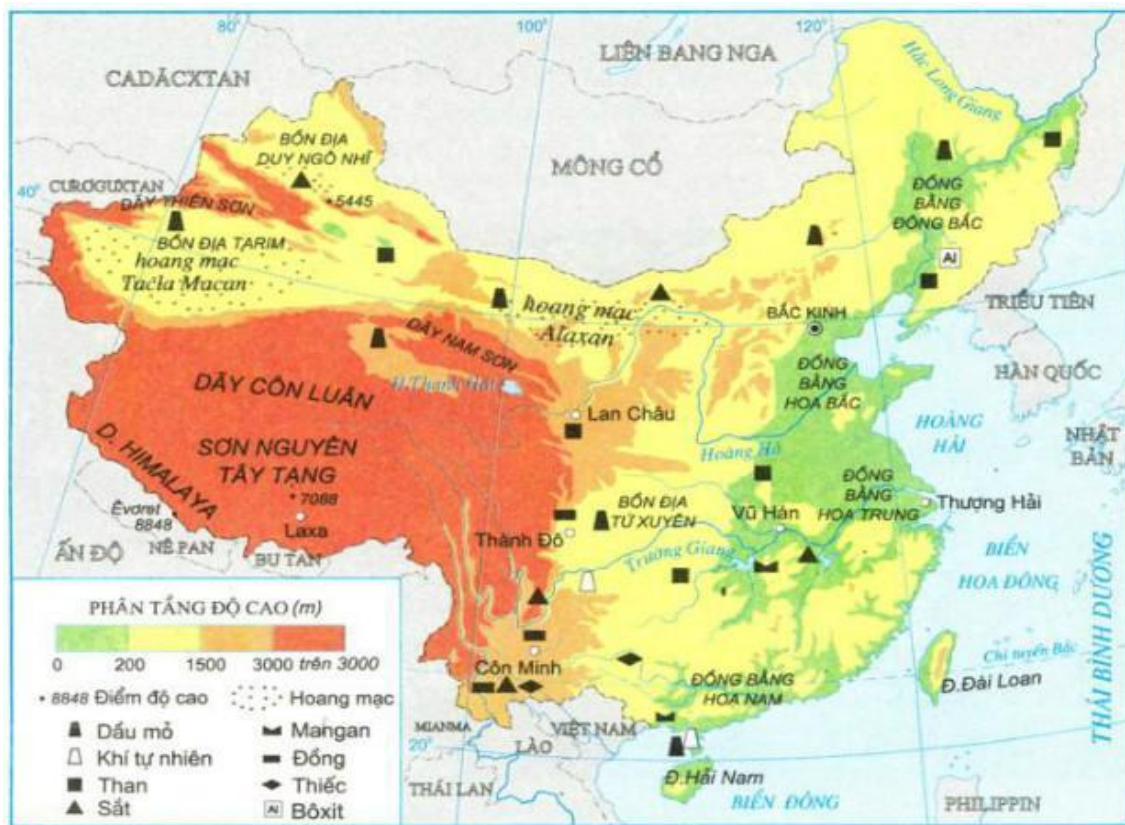 80°
100°
120°
LIÊN BANG NGA
CADĂCXTAN
Hắc Long Giang
BỒN ĐỊA
DUY NGÔ NHĨ
MÔNG CỔ
40°
CUROGUXTAN
DÃY THIÊN SƠN
5445
40°
ĐỒNG
BẰNG
ĐÔNG BẮC
BỒN ĐỊA TARIM
hoang mạc
Tacla Macan
Al
hoang mạc
Alaxan
BẮC KINH
TRIỀU TIÊN
DÃY NAM SƠN
H.Thanh Hải
ĐỒNG
BẰNG
HOA BẮC
HÀN QUỐC
DÃY CÔN LUÂN
Lan Châu
HOÀNG
HẢI
NHẬT
BẢN
SƠN NGUYÊN
TÂY TẠNG
D. HIMALAYA
Hoàng Hà
7088
Êvơret
8848
Laxa
BỒN ĐỊA
TỨ XUYÊN
ĐỒNG
BẰNG
HOA TRUNG
Thượng Hải
Vũ Hán
Thành Đô
ẤN ĐỘ
NÊ PAN
BU TAN
Trường Giang
BIỂN
HOA ĐÔNG
THÁI BÌNH DƯƠNG
PHÂN TẦNG ĐỘ CAO (m)
0 200 1500 3000 trên 3000
8848 Điểm độ cao
Hoang mạc
Dầu mỏ
Mangan
Khí tự nhiên
Đồng
Than
Thiếc
Sắt
Al Bôxit
Côn Minh
ĐỒNG BẰNG
HOA NAM
Chí tuyến Bắc
Đ.Đài Loan
MIANMA
VIỆT NAM
LÀO
20°
20°
THÁI LAN
Đ.Hải Nam
BIỂN ĐÔNG
PHILIPPIN
100°
120°